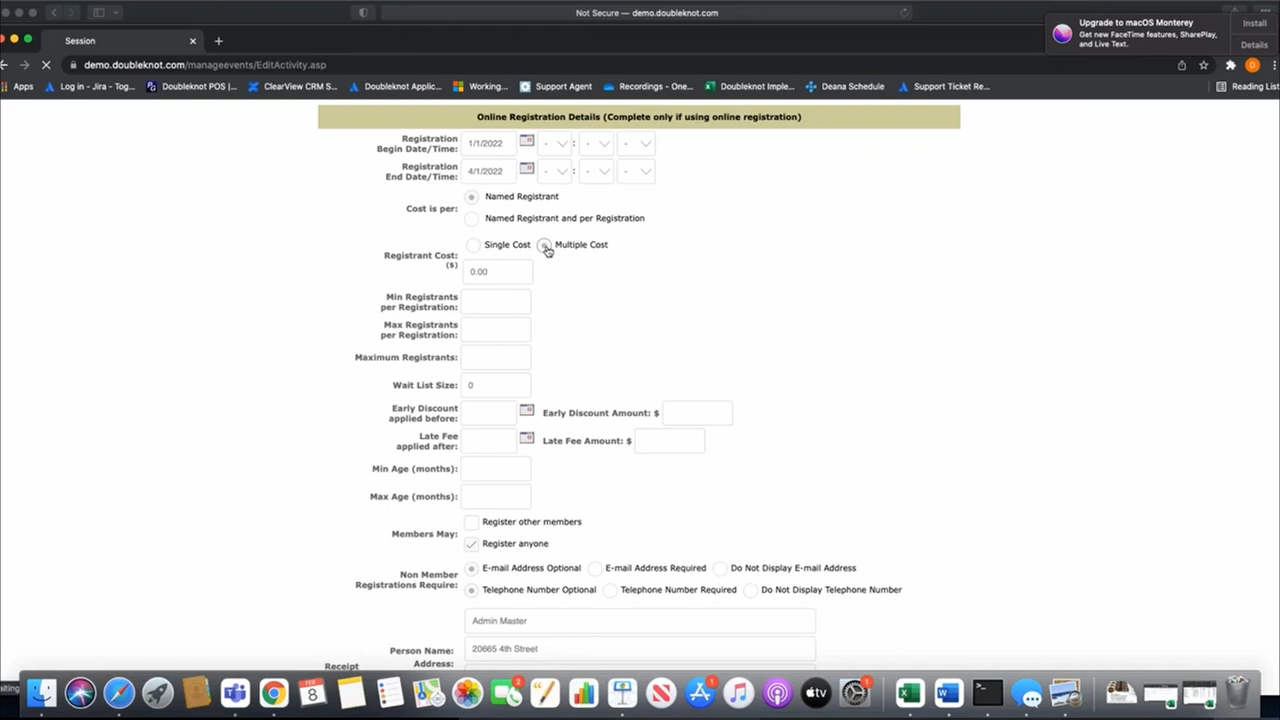 Not Secure — demo.doubleknot.com
Upgrade to macOS Monterey
Get new FaceTime features, SharePlay,
and Live Text.
Install
Details
Session
demo.doubleknot.com/manageevents/EditActivity.asp
D
Apps
Log in - Jira - Tog...
Doubleknot POS |...
ClearView CRM S...
Doubleknot Applic...
Working...
Support Agent
Recordings - One...
Doubleknot Imple...
Deana Schedule
Support Ticket Re...
Reading List
Online Registration Details (Complete only if using online registration)
Registration
Begin Date/Time:
1/1/2022
- : - -
Registration
End Date/Time:
4/1/2022
- : - -
Cost is per:
Named Registrant
Named Registrant and per Registration
Registrant Cost:
($)
Single Cost
Multiple Cost
0.00
Min Registrants
per Registration:
Max Registrants
per Registration:
Maximum Registrants:
Wait List Size:
0
Early Discount
applied before:
Early Discount Amount: $
Late Fee
applied after:
Late Fee Amount: $
Min Age (months):
Max Age (months):
Members May:
Register other members
Register anyone
Non Member
Registrations Require:
E-mail Address Optional
E-mail Address Required
Do Not Display E-mail Address
Telephone Number Optional
Telephone Number Required
Do Not Display Telephone Number
Admin Master
Person Name:
20665 4th Street
Receipt
Address:
FEB
8
2
1
tv
1